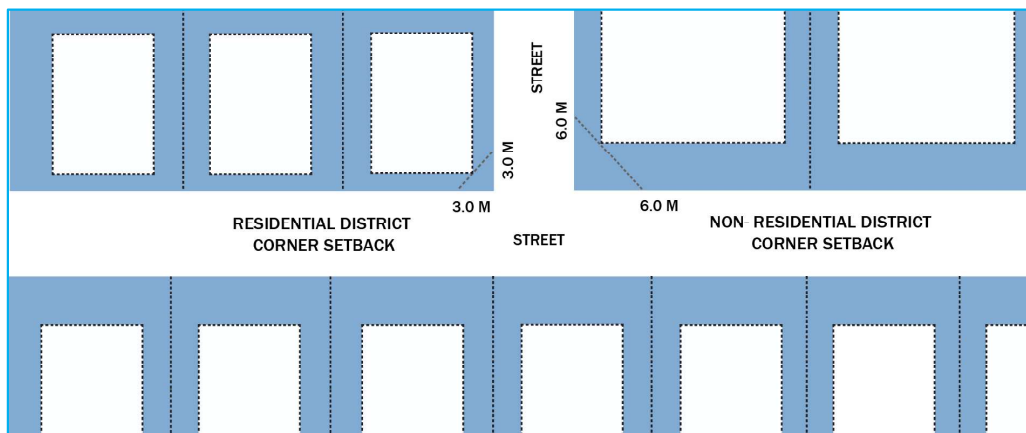 STREET
3.0 M
6.0 M
3.0 M
6.0 M
RESIDENTIAL DISTRICT
CORNER SETBACK
STREET
NON- RESIDENTIAL DISTRICT
CORNER SETBACK